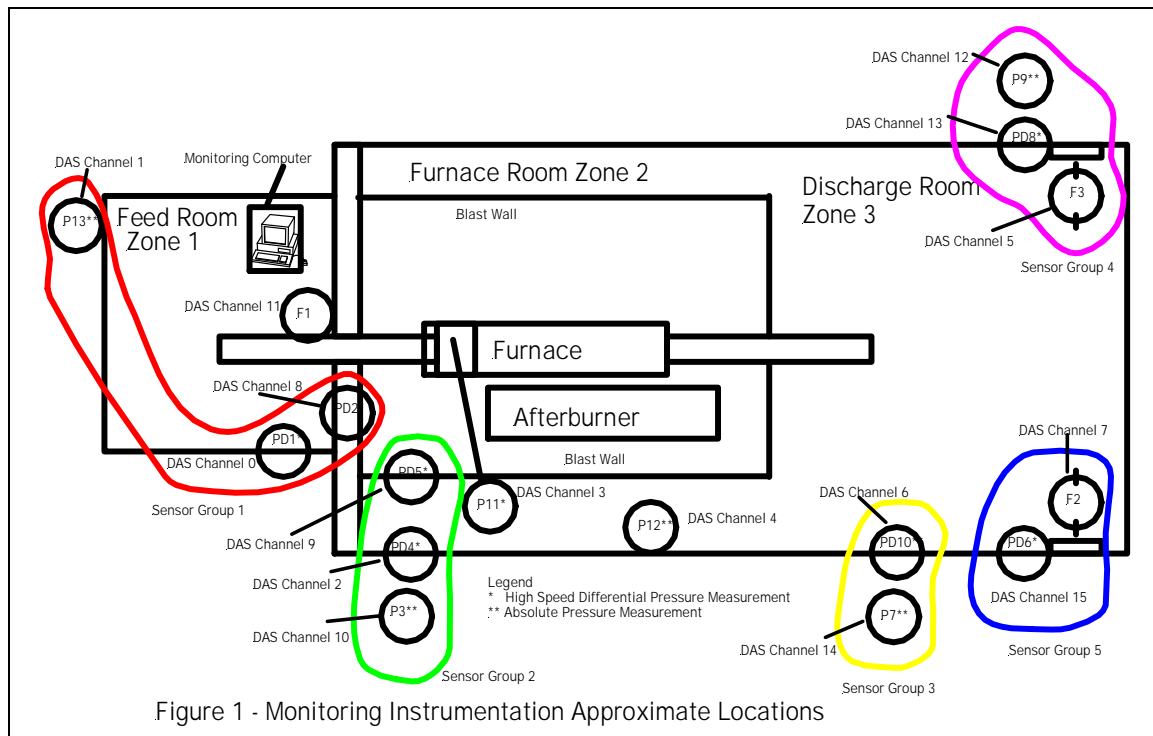 DAS Channel 12
P9**
DAS Channel 13
PD8*
DAS Channel 1
Monitoring Computer
Furnace Room Zone 2
Discharge Room
Zone 3
F3
P13**
Feed Room
Zone 1
Blast Wall
DAS Channel 5
Sensor Group 4
DAS Channel 11
F1
Furnace
DAS Channel 8
PD2
Afterburner
PD1*
DAS Channel 7
DAS Channel 0
Blast Wall
PD5*
DAS Channel 3
DAS Channel 6
Sensor Group 1
P11*
F2
P12**
DAS Channel 4
DAS Channel 9
PD4*
PD10**
PD6*
DAS Channel 2
Legend
* High Speed Differential Pressure Measurement
** Absolute Pressure Measurement
DAS Channel 15
P3**
P7**
DAS Channel 10
DAS Channel 14
Sensor Group 5
Sensor Group 2
Sensor Group 3
Figure 1 - Monitoring Instrumentation Approximate Locations